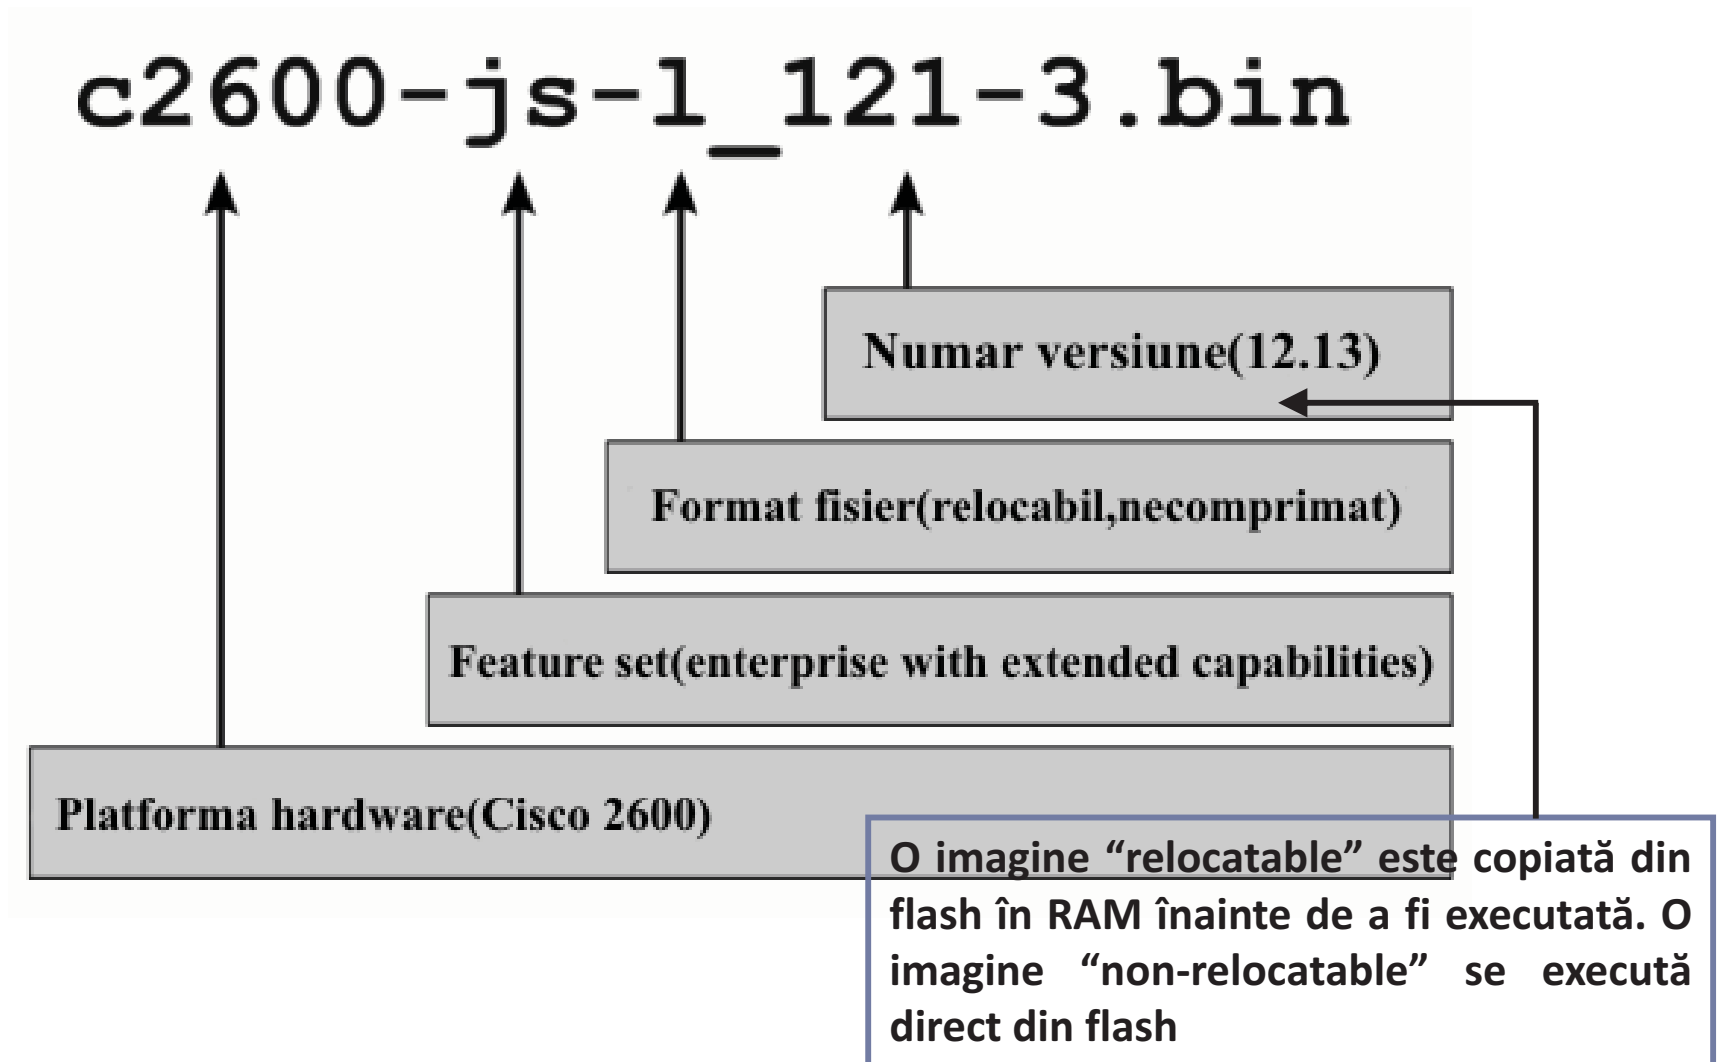 c2600-js-l_121-3.bin
Numar versiune(12.13)
Format fisier(relocabil,necomprimat)
Feature set(enterprise with extended capabilities)
Platforma hardware(Cisco 2600)
O imagine “relocatable” este copiată din
flash în RAM înainte de a fi executată. O
imagine “non-relocatable” se execută
direct din flash